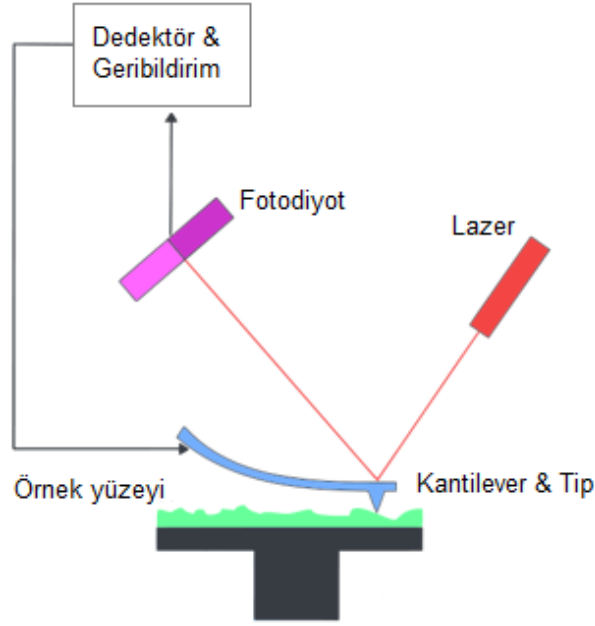 Dedektör &
Geribildirim
Fotodiyot
Lazer
Örnek yüzeyi
Kantilever & Tip